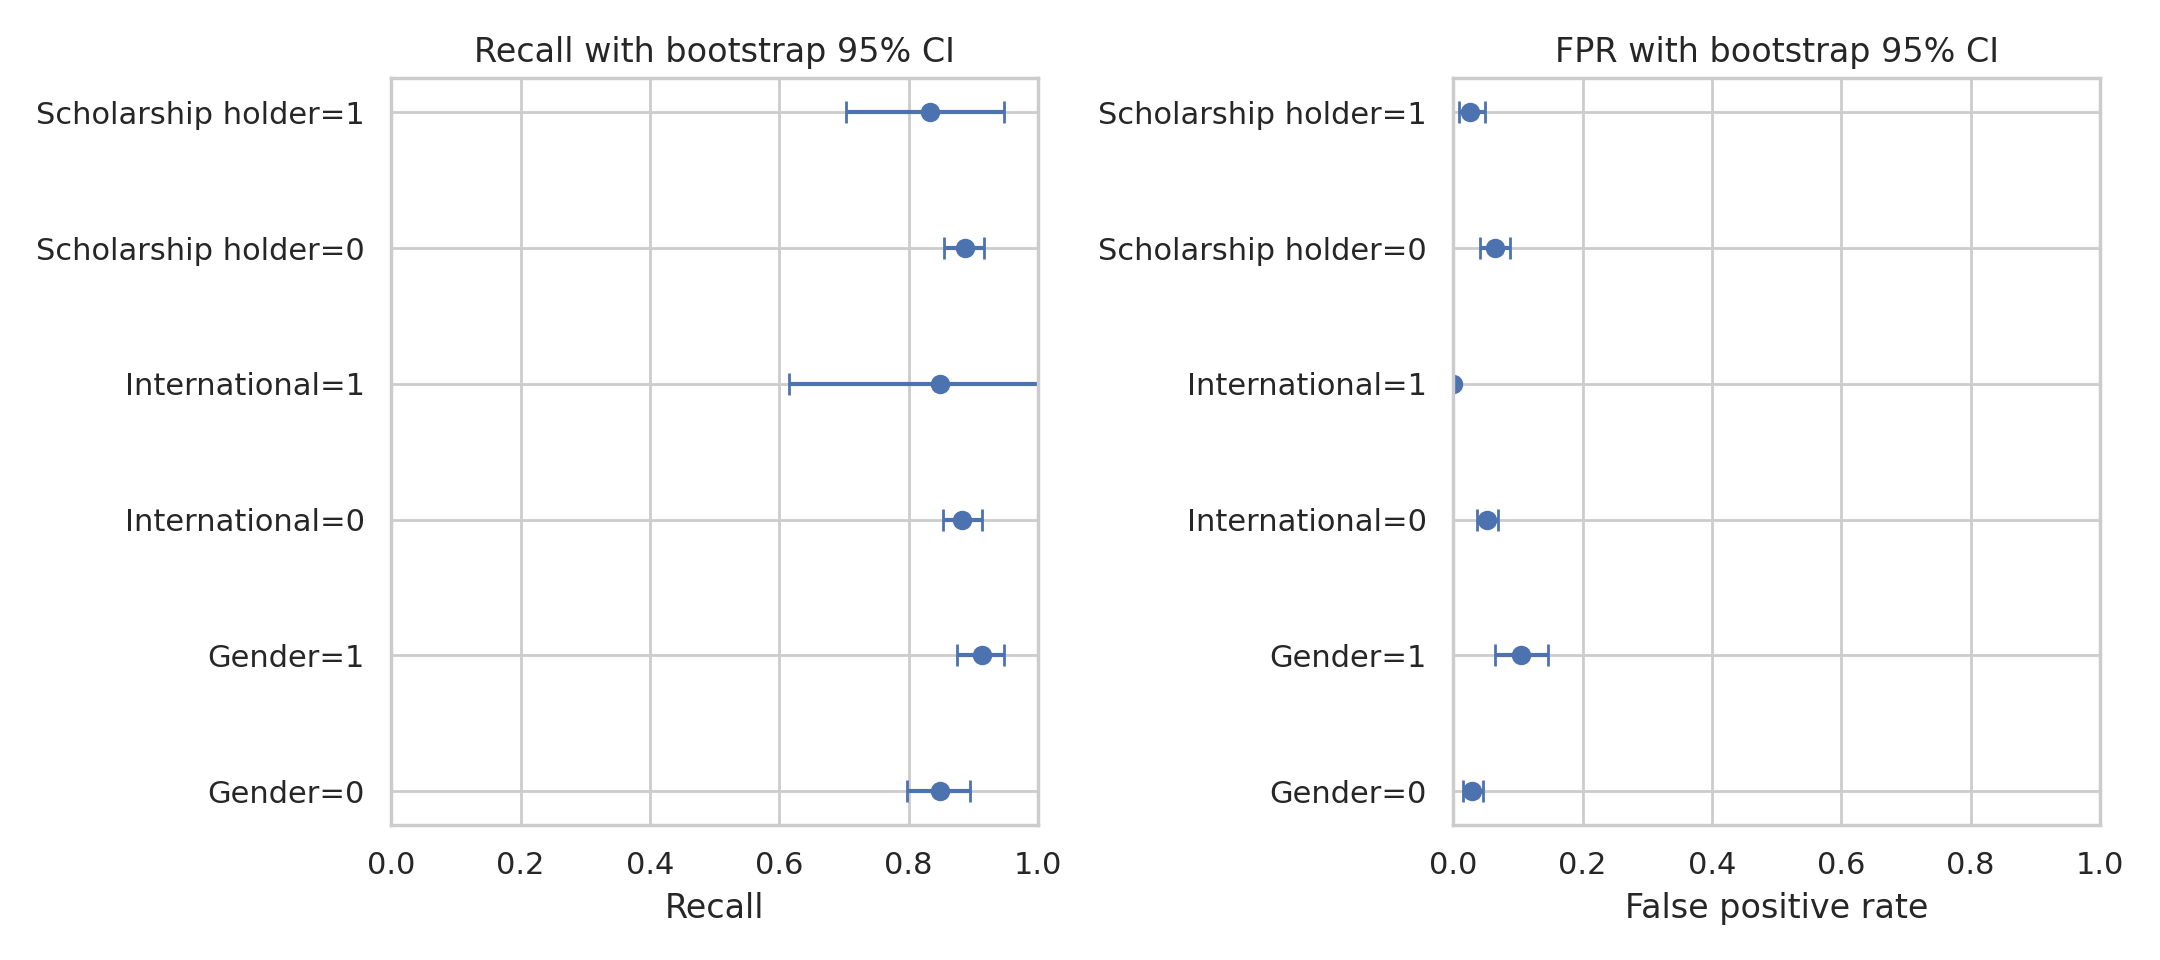 Recall with bootstrap 95% CI
Scholarship holder=1
Scholarship holder=0
International=1
International=0
Gender=1
Gender=0
0.0 0.2 0.4 0.6 0.8 1.0
Recall
FPR with bootstrap 95% CI
Scholarship holder=1
Scholarship holder=0
International=1
International=0
Gender=1
Gender=0
0.0 0.2 0.4 0.6 0.8 1.0
False positive rate